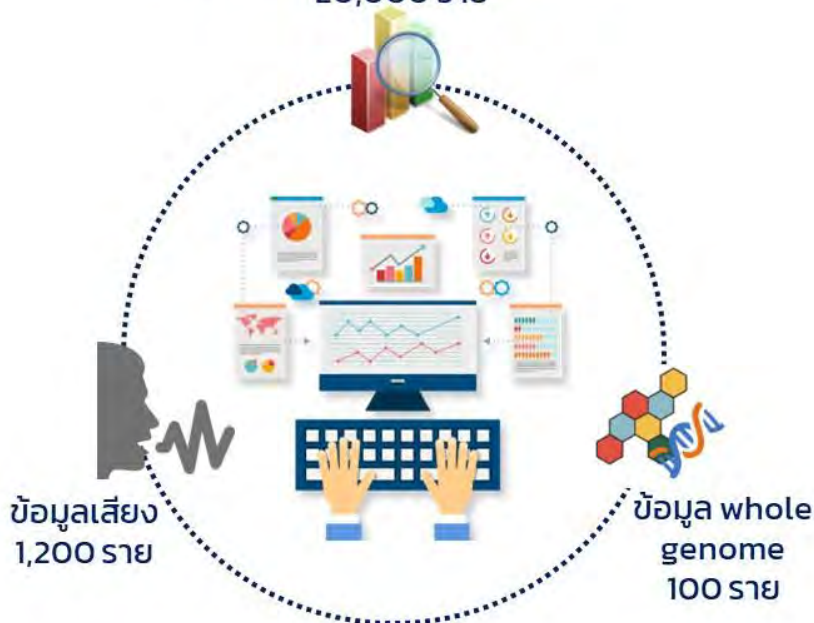 ข้อมูลเสียง
1,200 ราย
ข้อมูล whole
genome
100 ราย